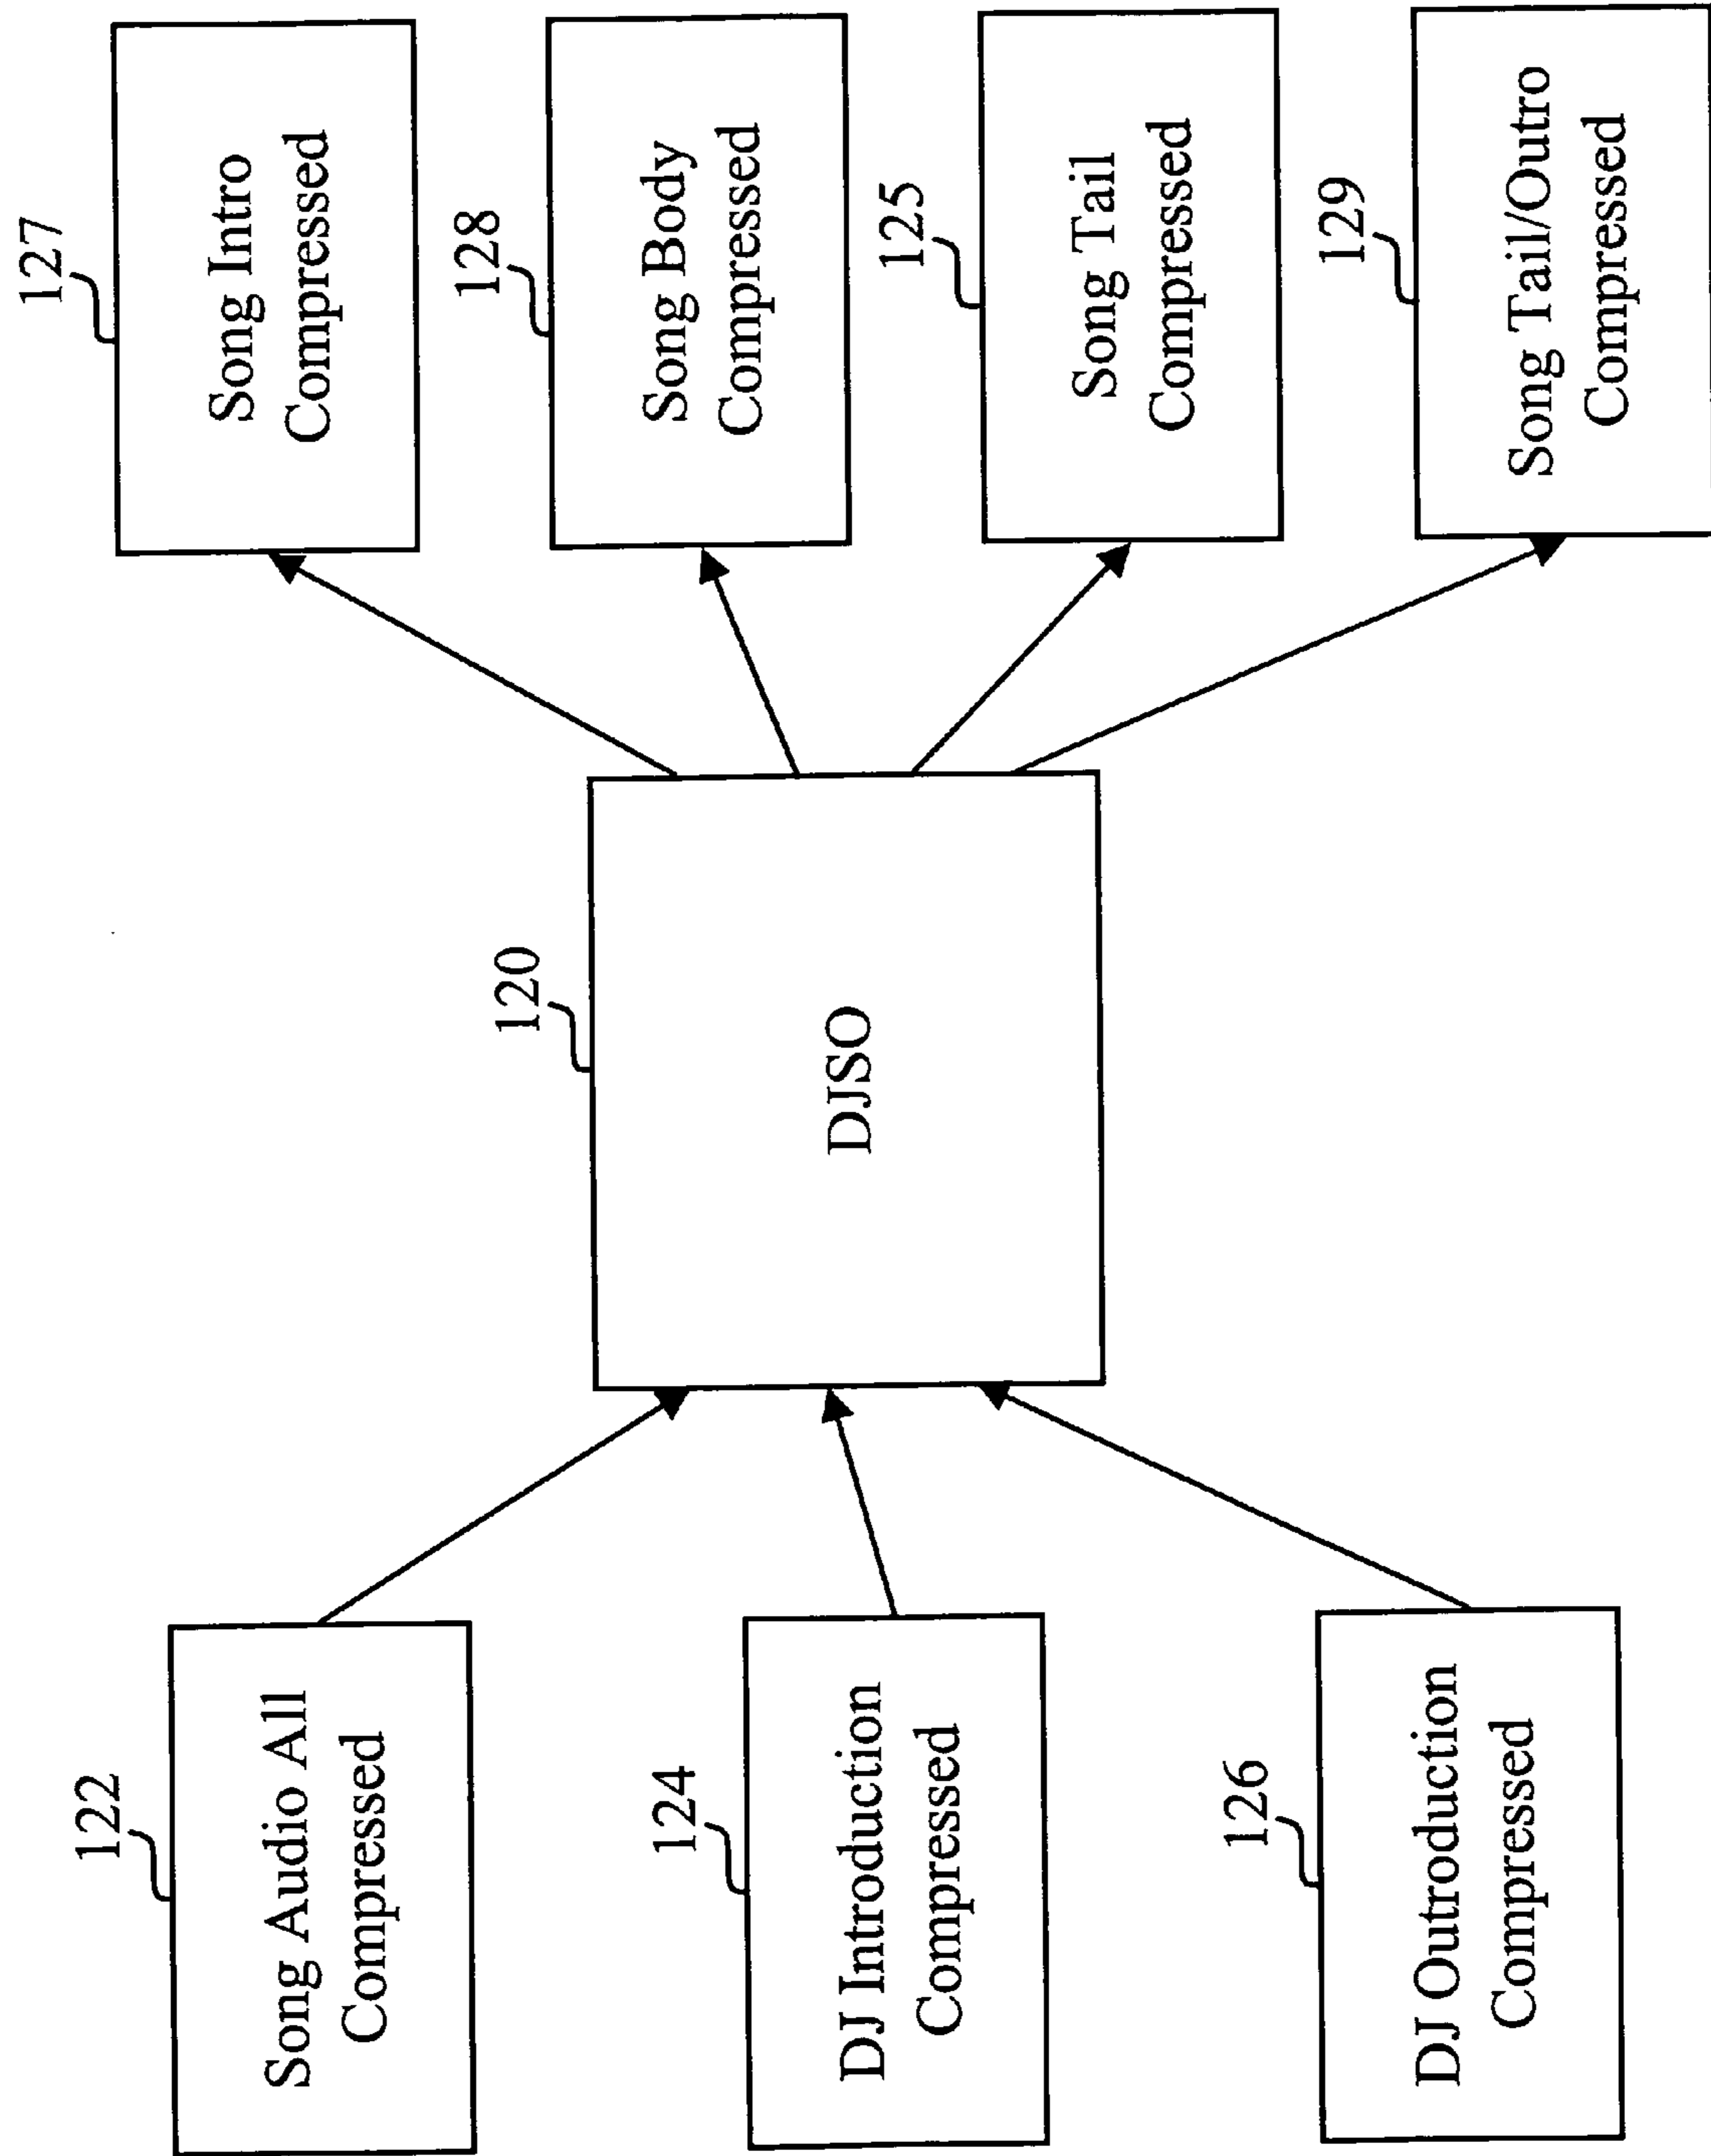 122
Song Audio All
Compressed
124
DJ Introduction
Compressed
126
DJ Outroduction
Compressed
120
DJSO
127
Song Intro
Compressed
128
Song Body
Compressed
125
Song Tail
Compressed
129
Song Tail/Outro
Compressed